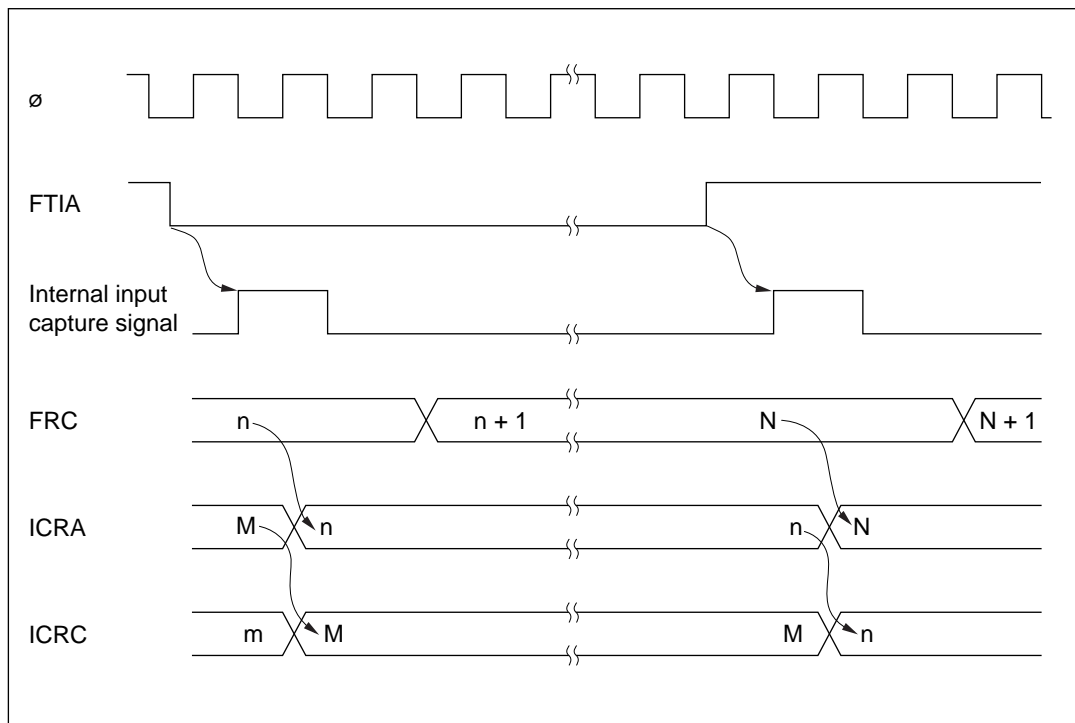 ø
FTIA
Internal input
capture signal
FRC n n + 1 N N + 1
ICRA M n n N
ICRC m M M n